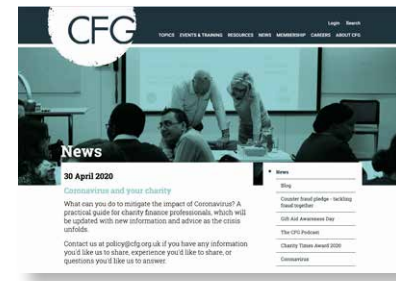 CFG
Login Search
TOPICS EVENTS & TRAINING RESOURCES NEWS MEMBERSHIP CAREERS ABOUT CFG
News
30 April 2020
Coronavirus and your charity
What can you do to mitigate the impact of Coronavirus? A
practical guide for charity finance professionals, which will
be updated with new information and advice as the crisis
unfolds.
Contact us at policy@cfg.org.uk if you have any information
you'd like us to share, experience you'd like to share, or
questions you'd like us to answer.
News
Blog
Counter fraud pledge - tackling
fraud together
Gift Aid Awareness Day
The CFG Podcast
Charity Times Award 2020
Coronavirus